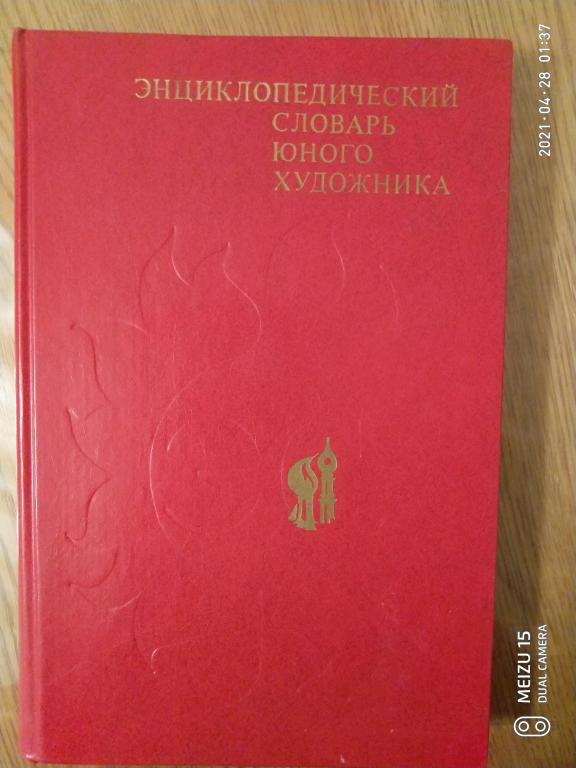 ЭНЦИКЛОПЕДИЧЕСКИЙ
СЛОВАРЬ
ЮНОГО
ХУДОЖНИКА
2021·04·28 01:37
MEIZU 15
DUAL CAMERA